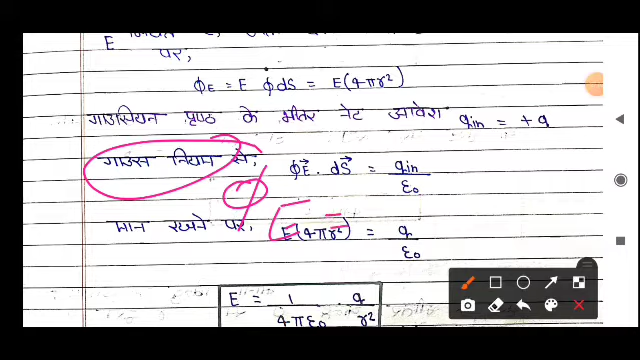 पर;
ϕE = E ∮dS = E(4πr²)
गाउसियन पृष्ठ के भीतर नेट आवेश qin = +q
गाउस नियम से, ∮E⃗ . dS⃗ = qin/ε₀
मान रखने पर, E(4πr²) = q/ε₀
E = 1/4πε₀ . q/r²